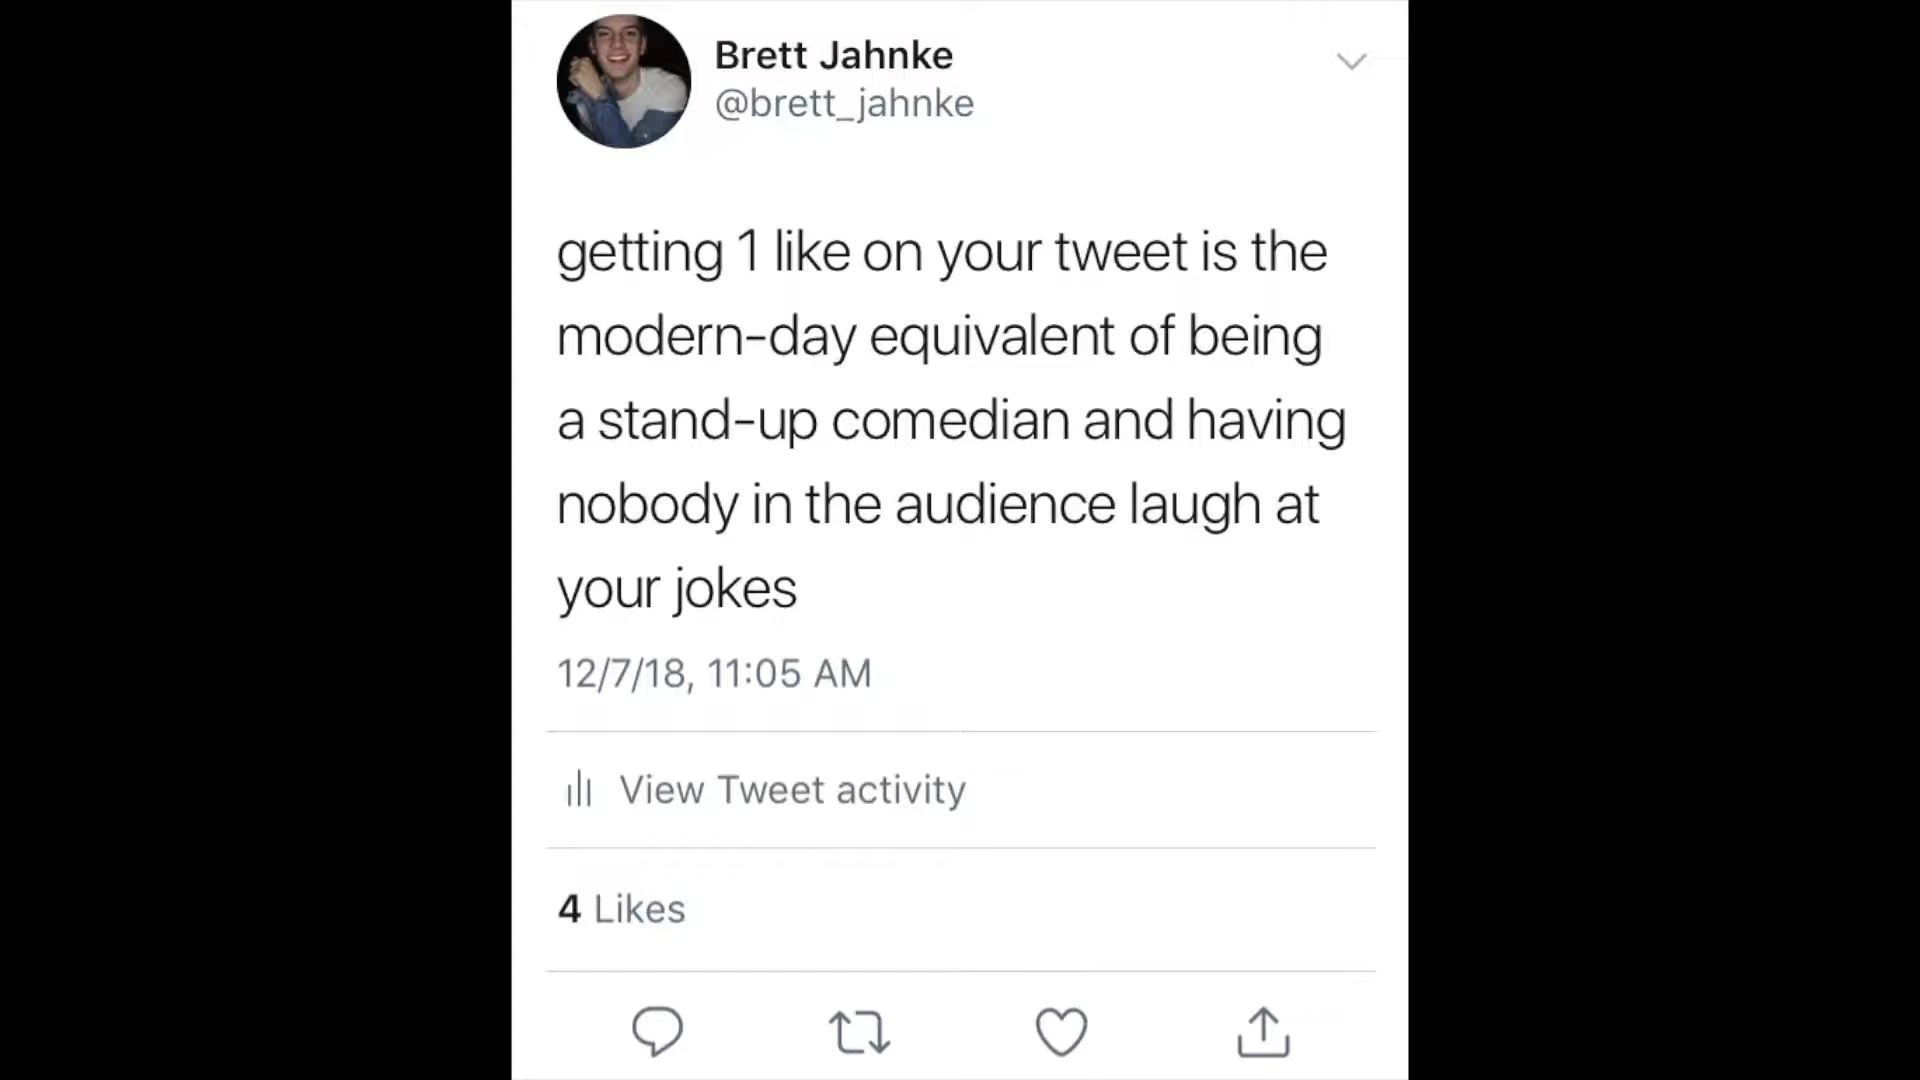 Brett Jahnke
@brett_jahnke
getting 1 like on your tweet is the
modern-day equivalent of being
a stand-up comedian and having
nobody in the audience laugh at
your jokes
12/7/18, 11:05 AM
View Tweet activity
4 Likes